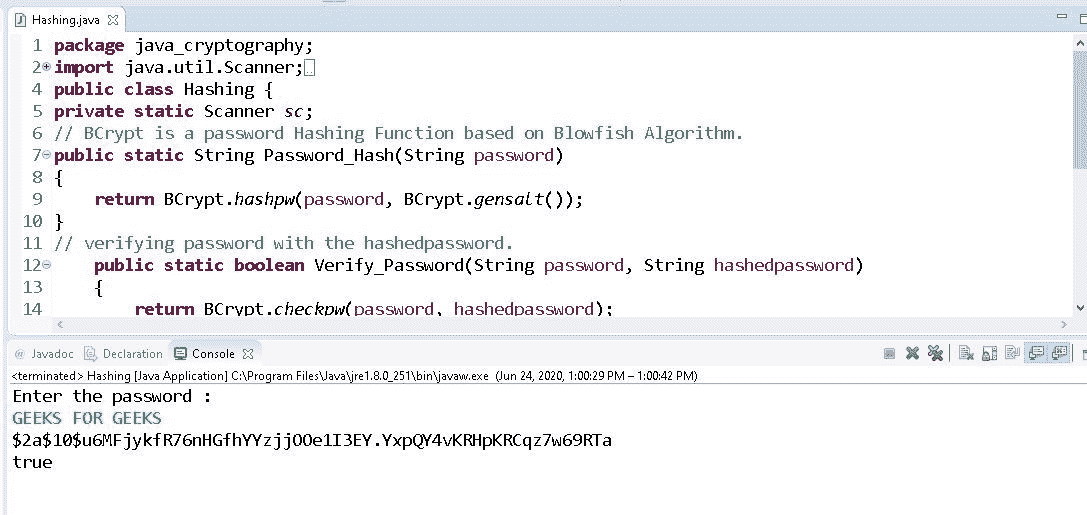 Hashing.java
1 package java_cryptography;
2 import java.util.Scanner;
4 public class Hashing {
5 private static Scanner sc;
6 // BCrypt is a password Hashing Function based on Blowfish Algorithm.
7 public static String Password_Hash(String password)
8 {
9 return BCrypt.hashpw(password, BCrypt.gensalt());
10 }
11 // verifying password with the hashedpassword.
12 public static boolean Verify_Password(String password, String hashedpassword)
13 {
14 return BCrypt.checkpw(password, hashedpassword);
@ Javadoc Declaration Console
<terminated> Hashing [Java Application] C:\Program Files\Java\jre1.8.0_251\bin\javaw.exe (Jun 24, 2020, 1:00:29 PM – 1:00:42 PM)
Enter the password :
GEEKS FOR GEEKS
$2a$10$u6MFjykfR76nHGfhYYzjjOOe1I3EY.YxpQY4vKRHpKRCqz7w69RTa
true